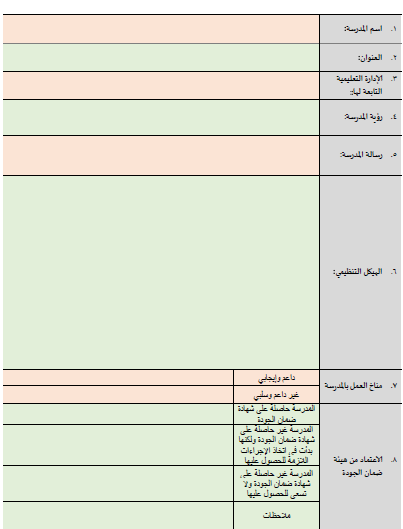 ١. اسم المدرسة:
٢. العنوان:
٣. الإدارة التعليمية
التابعة لها:
٤. رؤية المدرسة:
٥. رسالة المدرسة:
٦. الهيكل التنظيمي:
٧. مناخ العمل بالمدرسة
داعم وإيجابي
غير داعم وسلبي
٨. الاعتماد من هيئة
ضمان الجودة
المدرسة حاصلة على شهادة
ضمان الجودة
المدرسة غير حاصلة على
شهادة ضمان الجودة ولكنها
بدأت في اتخاذ الإجراءات
اللازمة للحصول عليها
المدرسة غير حاصلة على
شهادة ضمان الجودة ولا
تسعى للحصول عليها
ملاحظات